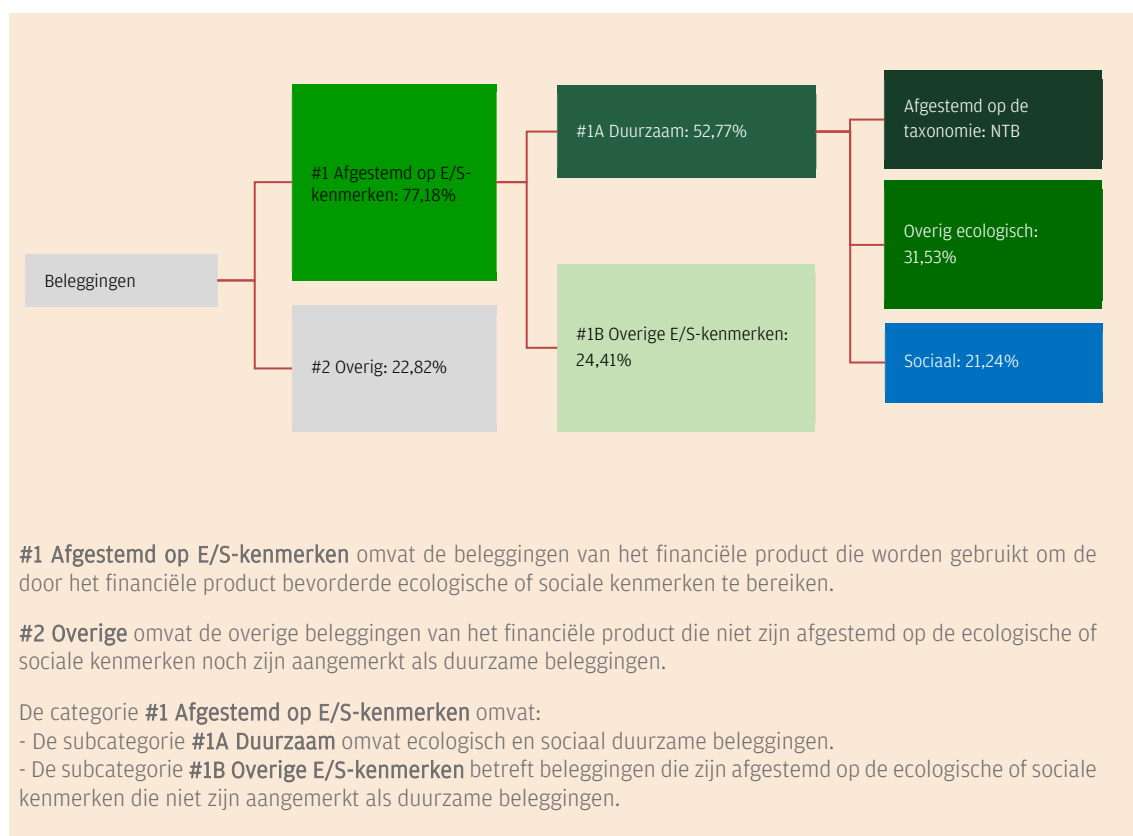 Beleggingen
#1 Afgestemd op E/S-
kenmerken: 77,18%
#2 Overig: 22,82%
#1A Duurzaam: 52,77%
#1B Overige E/S-kenmerken:
24,41%
Afgestemd op de
taxonomie: NTB
Overig ecologisch:
31,53%
Sociaal: 21,24%
#1 Afgestemd op E/S-kenmerken omvat de beleggingen van het financiële product die worden gebruikt om de
door het financiële product bevorderde ecologische of sociale kenmerken te bereiken.
#2 Overige omvat de overige beleggingen van het financiële product die niet zijn afgestemd op de ecologische of
sociale kenmerken noch zijn aangemerkt als duurzame beleggingen.
De categorie #1 Afgestemd op E/S-kenmerken omvat:
- De subcategorie #1A Duurzaam omvat ecologisch en sociaal duurzame beleggingen.
- De subcategorie #1B Overige E/S-kenmerken betreft beleggingen die zijn afgestemd op de ecologische of sociale
kenmerken die niet zijn aangemerkt als duurzame beleggingen.